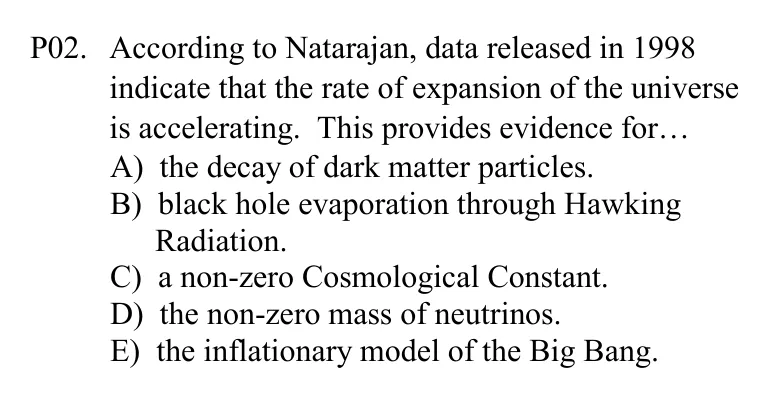 P02. According to Natarajan, data released in 1998
indicate that the rate of expansion of the universe
is accelerating. This provides evidence for…
A) the decay of dark matter particles.
B) black hole evaporation through Hawking
Radiation.
C) a non-zero Cosmological Constant.
D) the non-zero mass of neutrinos.
E) the inflationary model of the Big Bang.